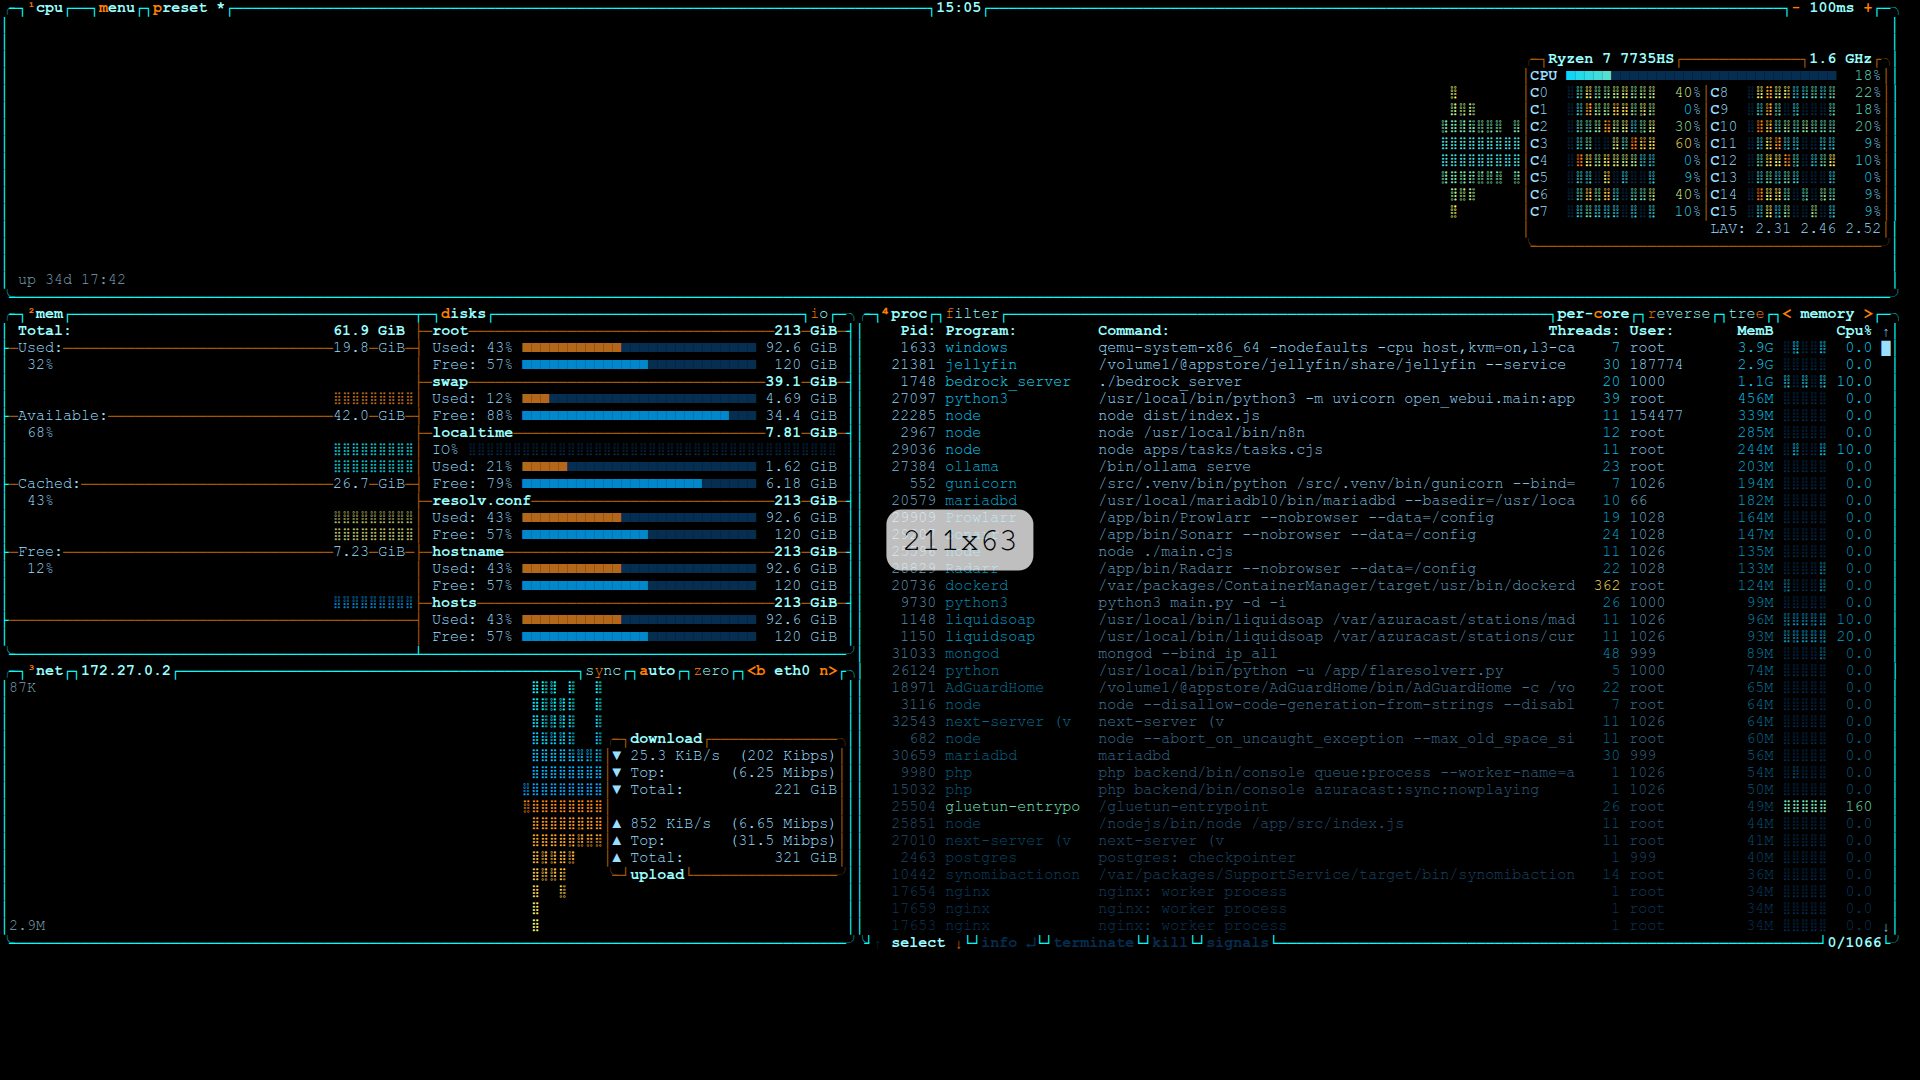 ¹cpu menu preset * 15:05 - 100ms +
Ryzen 7 7735HS 1.6 GHz
CPU 18%
C0 40% C8 22%
C1 0% C9 18%
C2 30% C10 20%
C3 60% C11 9%
C4 0% C12 10%
C5 9% C13 0%
C6 40% C14 9%
C7 10% C15 9%
LAV: 2.31 2.46 2.52
up 34d 17:42
²mem
Total: 61.9 GiB
Used: 19.8 GiB
32%
Available: 42.0 GiB
68%
Cached: 26.7 GiB
43%
Free: 7.23 GiB
12%
disks io
root 213 GiB
Used: 43% 92.6 GiB
Free: 57% 120 GiB
swap 39.1 GiB
Used: 12% 4.69 GiB
Free: 88% 34.4 GiB
localtime 7.81 GiB
IO%
Used: 21% 1.62 GiB
Free: 79% 6.18 GiB
resolv.conf 213 GiB
Used: 43% 92.6 GiB
Free: 57% 120 GiB
hostname 213 GiB
Used: 43% 92.6 GiB
Free: 57% 120 GiB
hosts 213 GiB
Used: 43% 92.6 GiB
Free: 57% 120 GiB
³net 172.27.0.2 sync auto zero <b eth0 n>
87K
download
▼ 25.3 KiB/s (202 Kibps)
▼ Top: (6.25 Mibps)
▼ Total: 221 GiB
▲ 852 KiB/s (6.65 Mibps)
▲ Top: (31.5 Mibps)
▲ Total: 321 GiB
upload
2.9M
⁴proc filter per-core reverse tree < memory >
Pid: Program: Command: Threads: User: MemB Cpu% ↑
1633 windows qemu-system-x86_64 -nodefaults -cpu host,kvm=on,l3-ca 7 root 3.9G 0.0
21381 jellyfin /volume1/@appstore/jellyfin/share/jellyfin --service 30 187774 2.9G 0.0
1748 bedrock_server ./bedrock_server 20 1000 1.1G 10.0
27097 python3 /usr/local/bin/python3 -m uvicorn open_webui.main:app 39 root 456M 0.0
22285 node node dist/index.js 11 154477 339M 0.0
2967 node node /usr/local/bin/n8n 12 root 285M 0.0
29036 node node apps/tasks/tasks.cjs 11 root 244M 10.0
27384 ollama /bin/ollama serve 23 root 203M 0.0
552 gunicorn /src/.venv/bin/python /src/.venv/bin/gunicorn --bind= 7 1026 194M 0.0
20579 mariadbd /usr/local/mariadb10/bin/mariadbd --basedir=/usr/loca 10 66 182M 0.0
29909 Prowlarr /app/bin/Prowlarr --nobrowser --data=/config 19 1028 164M 0.0
/app/bin/Sonarr --nobrowser --data=/config 24 1028 147M 0.0
211x63
node ./main.cjs 11 1026 135M 0.0
28829 Radarr /app/bin/Radarr --nobrowser --data=/config 22 1028 133M 0.0
20736 dockerd /var/packages/ContainerManager/target/usr/bin/dockerd 362 root 124M 0.0
9730 python3 python3 main.py -d -i 26 1000 99M 0.0
1148 liquidsoap /usr/local/bin/liquidsoap /var/azuracast/stations/mad 11 1026 96M 10.0
1150 liquidsoap /usr/local/bin/liquidsoap /var/azuracast/stations/cur 11 1026 93M 20.0
31033 mongod mongod --bind_ip_all 48 999 89M 0.0
26124 python /usr/local/bin/python -u /app/flaresolverr.py 5 1000 74M 0.0
18971 AdGuardHome /volume1/@appstore/AdGuardHome/bin/AdGuardHome -c /vo 22 root 65M 0.0
3116 node node --disallow-code-generation-from-strings --disabl 7 root 64M 0.0
32543 next-server (v next-server (v 11 1026 64M 0.0
682 node node --abort_on_uncaught_exception --max_old_space_si 11 root 60M 0.0
30659 mariadbd mariadbd 30 999 56M 0.0
9980 php php backend/bin/console queue:process --worker-name=a 1 1026 54M 0.0
15032 php php backend/bin/console azuracast:sync:nowplaying 1 1026 50M 0.0
25504 gluetun-entrypo /gluetun-entrypoint 26 root 49M 160
25851 node /nodejs/bin/node /app/src/index.js 11 root 44M 0.0
27010 next-server (v next-server (v 11 root 41M 0.0
2463 postgres postgres: checkpointer 1 999 40M 0.0
10442 synomibactionon /var/packages/SupportService/target/bin/synomibaction 14 root 36M 0.0
17654 nginx nginx: worker process 1 root 34M 0.0
17659 nginx nginx: worker process 1 root 34M 0.0
17653 nginx nginx: worker process 1 root 34M 0.0
↑ select ↓ info ↵ terminate kill signals 0/1066